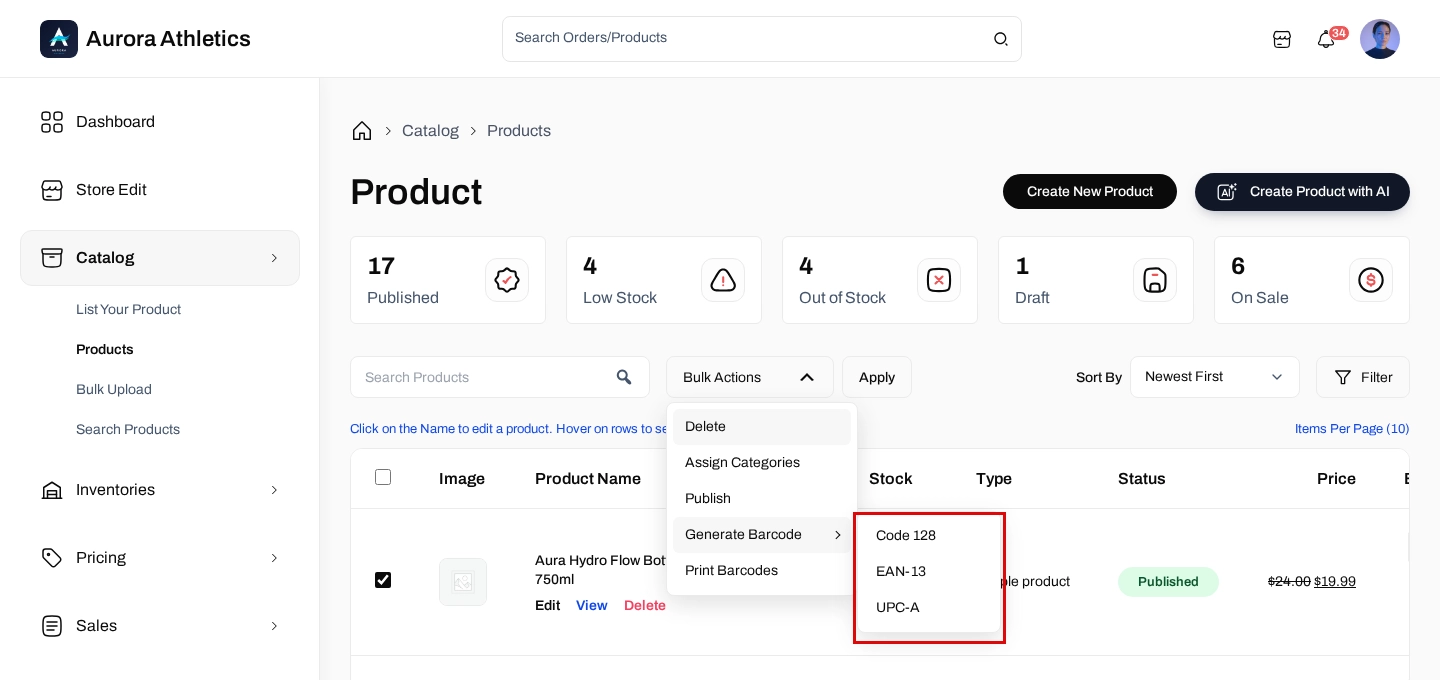 Aurora Athletics
Search Orders/Products
34
Dashboard
Store Edit
Catalog
List Your Product
Products
Bulk Upload
Search Products
Inventories
Pricing
Sales
Catalog
Products
Product
Create New Product
AI Create Product with AI
17
Published
4
Low Stock
4
Out of Stock
1
Draft
6
On Sale
Search Products
Bulk Actions
Apply
Sort By
Newest First
Filter
Click on the Name to edit a product. Hover on rows to
Items Per Page (10)
Delete
Assign Categories
Publish
Generate Barcode
Print Barcodes
Code 128
EAN-13
UPC-A
Image
Product Name
Stock
Type
Status
Price
Aura Hydro Flow
750ml
Edit View Delete
product
Published
$24.00 $19.99